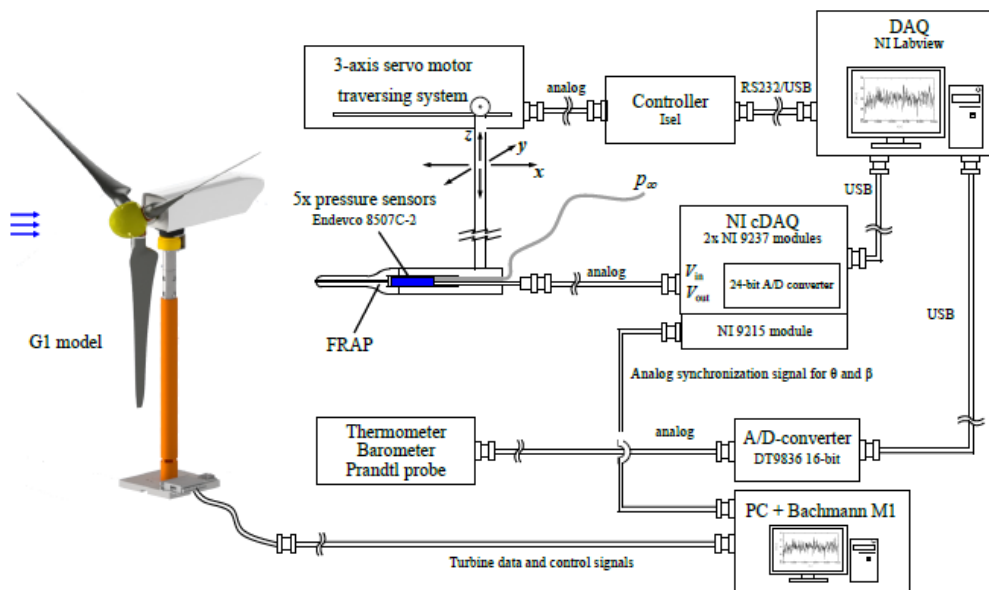 3-axis servo motor
traversing system
analog
Controller
Isel
RS232/USB
DAQ
NI Labview
z
y
x
5x pressure sensors
Endevco 8507C-2
p∞
USB
NI cDAQ
2x NI 9237 modules
Vin
Vout
24-bit A/D converter
analog
NI 9215 module
USB
FRAP
G1 model
Analog synchronization signal for θ and β
Thermometer
Barometer
Prandtl probe
analog
A/D-converter
DT9836 16-bit
PC + Bachmann M1
Turbine data and control signals